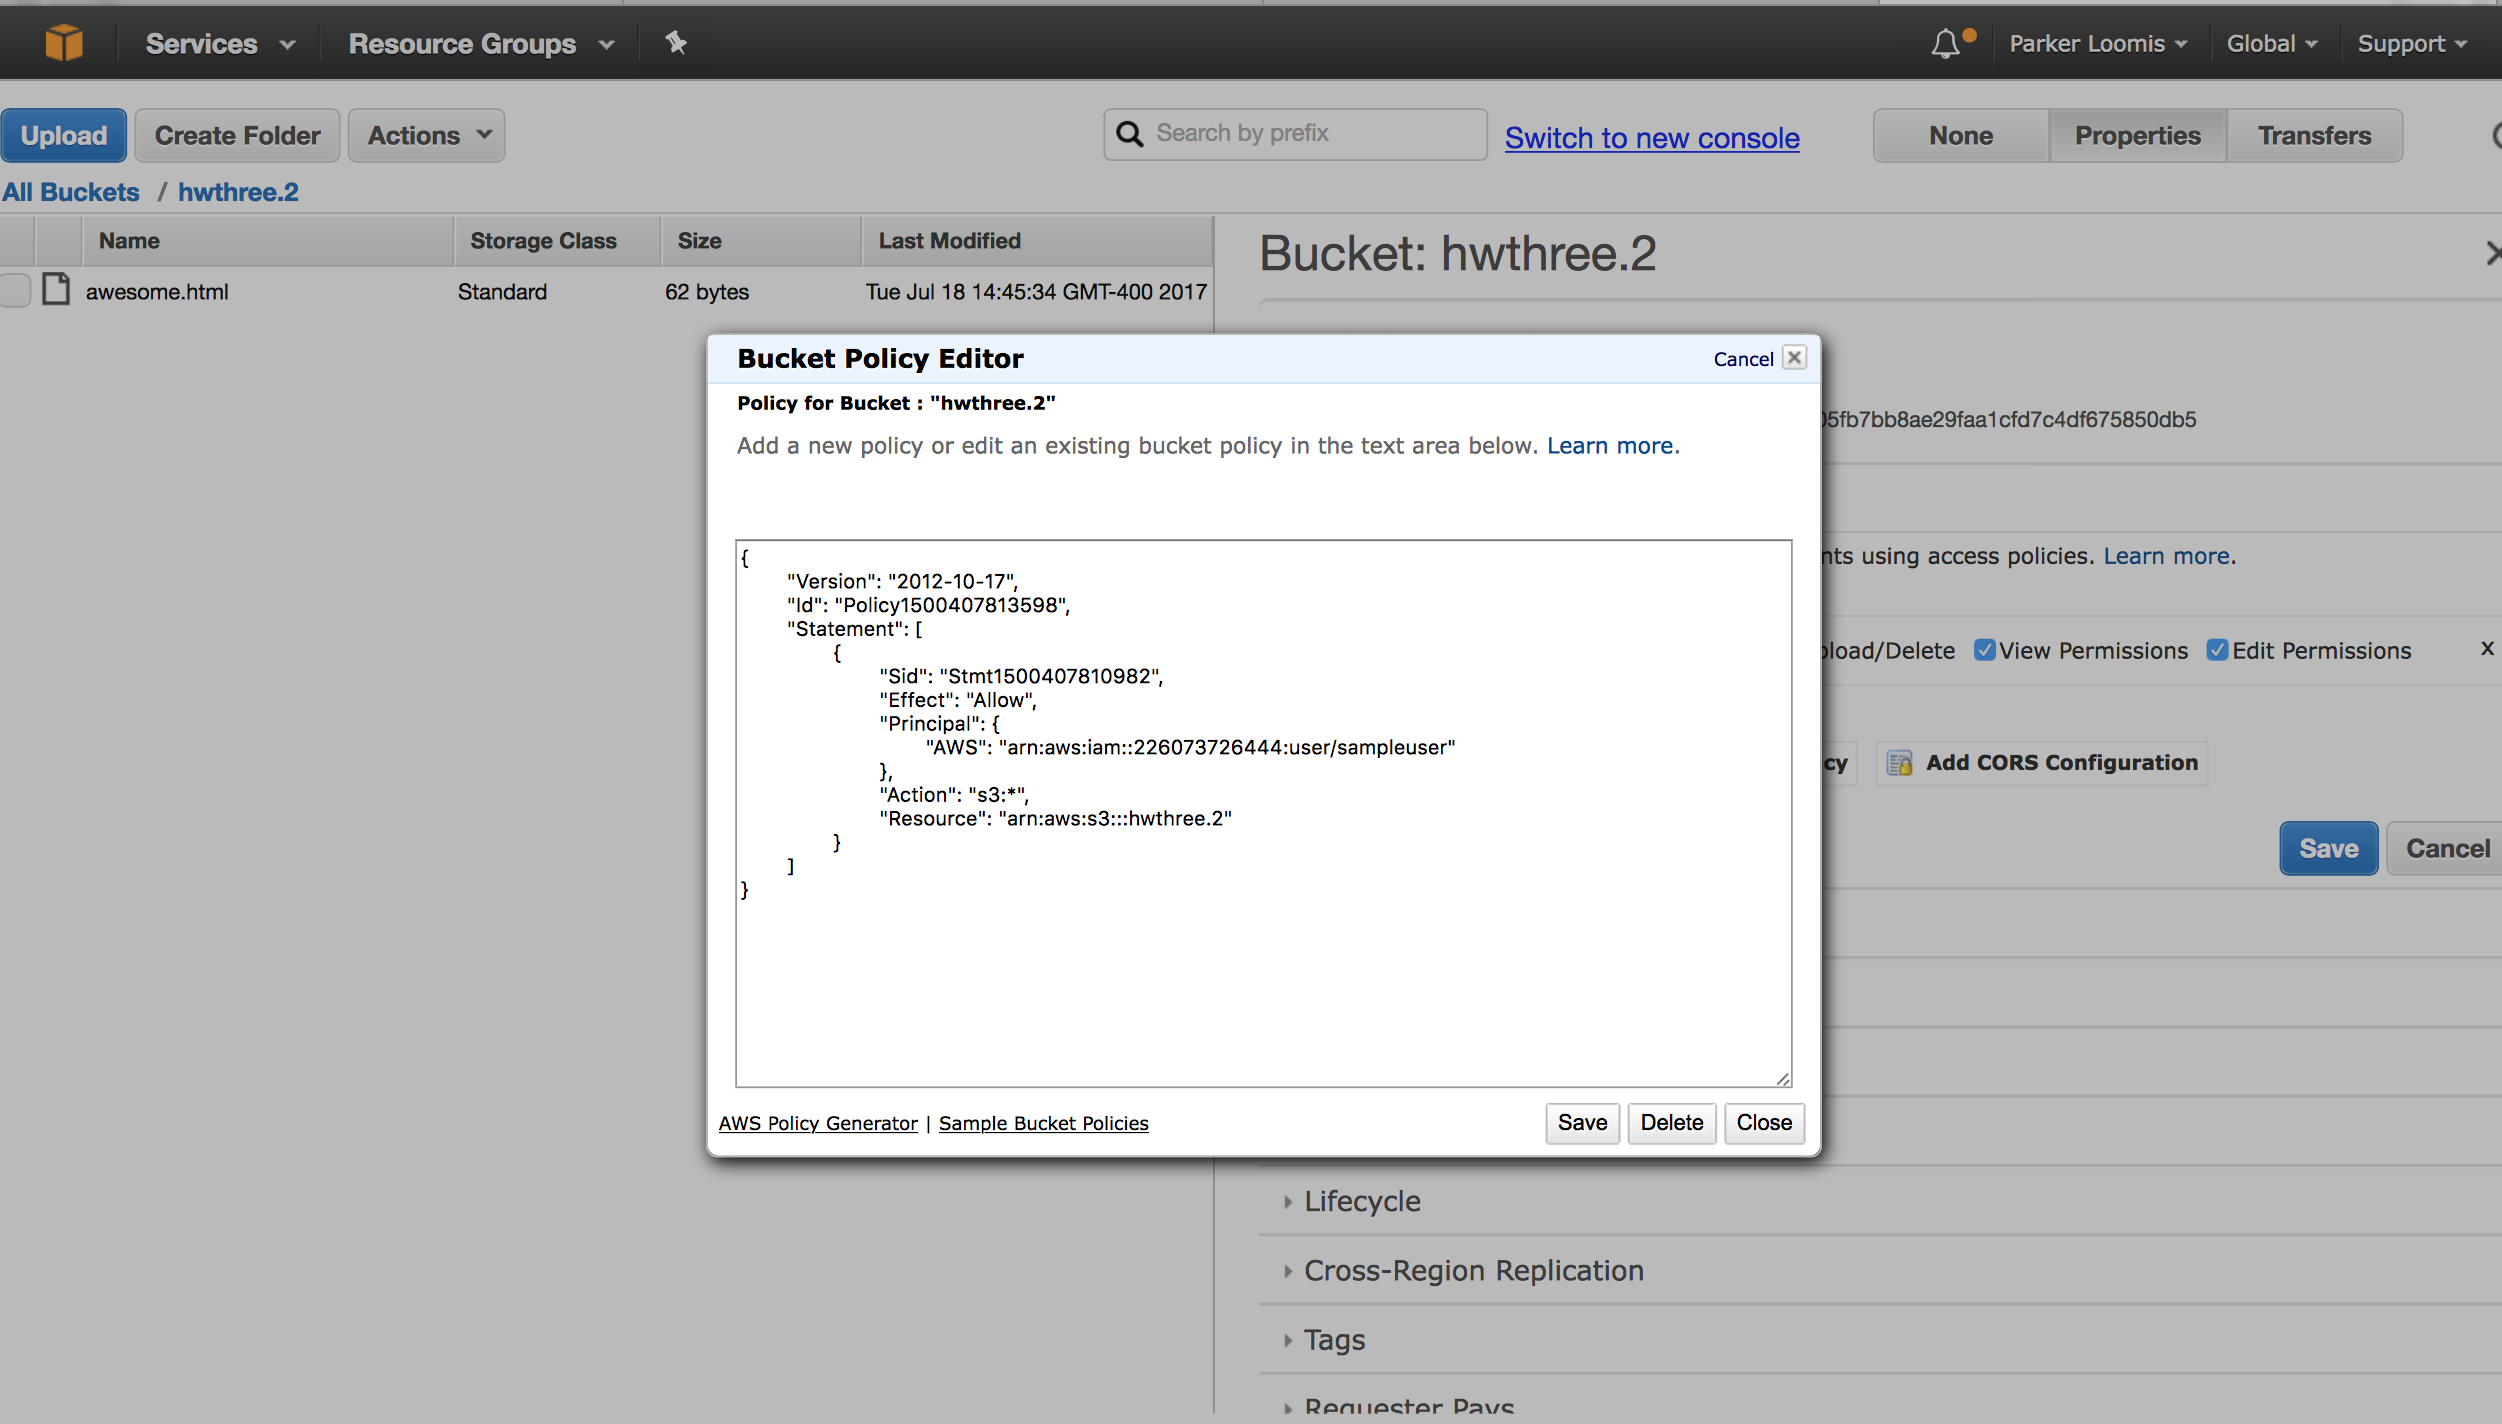 Services
Resource Groups
Parker Loomis
Global
Support
Upload
Create Folder
Actions
Search by prefix
Switch to new console
None
Properties
Transfers
All Buckets / hwthree.2
Name
Storage Class
Size
Last Modified
awesome.html
Standard
62 bytes
Tue Jul 18 14:45:34 GMT-400 2017
Bucket: hwthree.2
Bucket Policy Editor
Cancel
Policy for Bucket : "hwthree.2"
Add a new policy or edit an existing bucket policy in the text area below. Learn more.
{
"Version": "2012-10-17",
"Id": "Policy1500407813598",
"Statement": [
{
"Sid": "Stmt1500407810982",
"Effect": "Allow",
"Principal": {
"AWS": "arn:aws:iam::226073726444:user/sampleuser"
},
"Action": "s3:*",
"Resource": "arn:aws:s3:::hwthree.2"
}
]
}
AWS Policy Generator | Sample Bucket Policies
Save
Delete
Close
5fb7bb8ae29faa1cfd7c4df675850db5
nts using access policies. Learn more.
load/Delete
View Permissions
Edit Permissions
x
cy
Add CORS Configuration
Save
Cancel
Lifecycle
Cross-Region Replication
Tags
Requester Pays